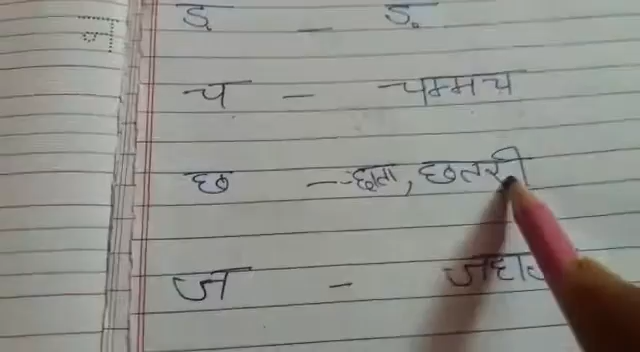 ङ - ङ
च - चम्मच
छ - छाता, छतरी
ज -